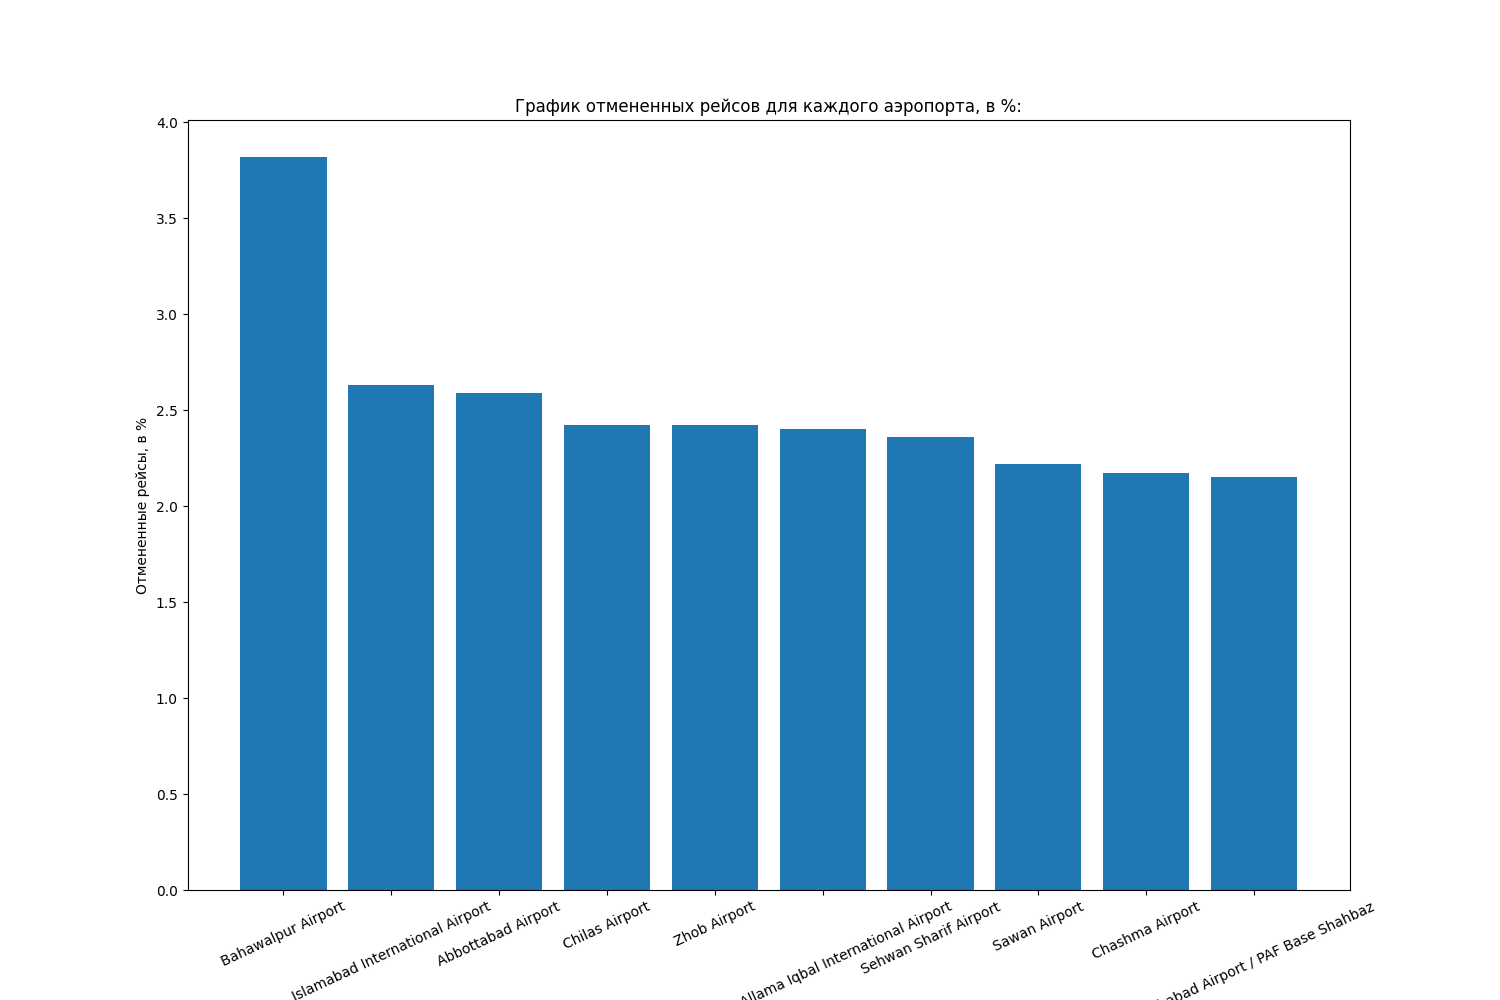 График отмененных рейсов для каждого аэропорта, в %:
Отмененные рейсы, в %
4.0
3.5
3.0
2.5
2.0
1.5
1.0
0.5
0.0
Bahawalpur Airport
Islamabad International Airport
Abbottabad Airport
Chilas Airport
Zhob Airport
Allama Iqbal International Airport
Sehwan Sharif Airport
Sawan Airport
Chashma Airport
Airport / PAF Base Shahbaz